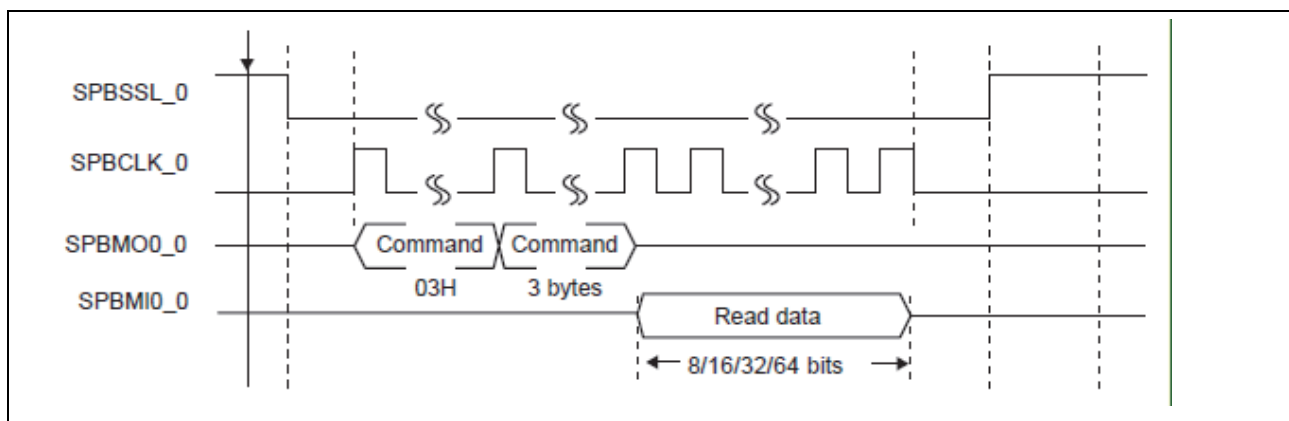 SPBSSL_0
SPBCLK_0
SPBMO0_0
Command Command
03H 3 bytes
SPBMI0_0
Read data
8/16/32/64 bits